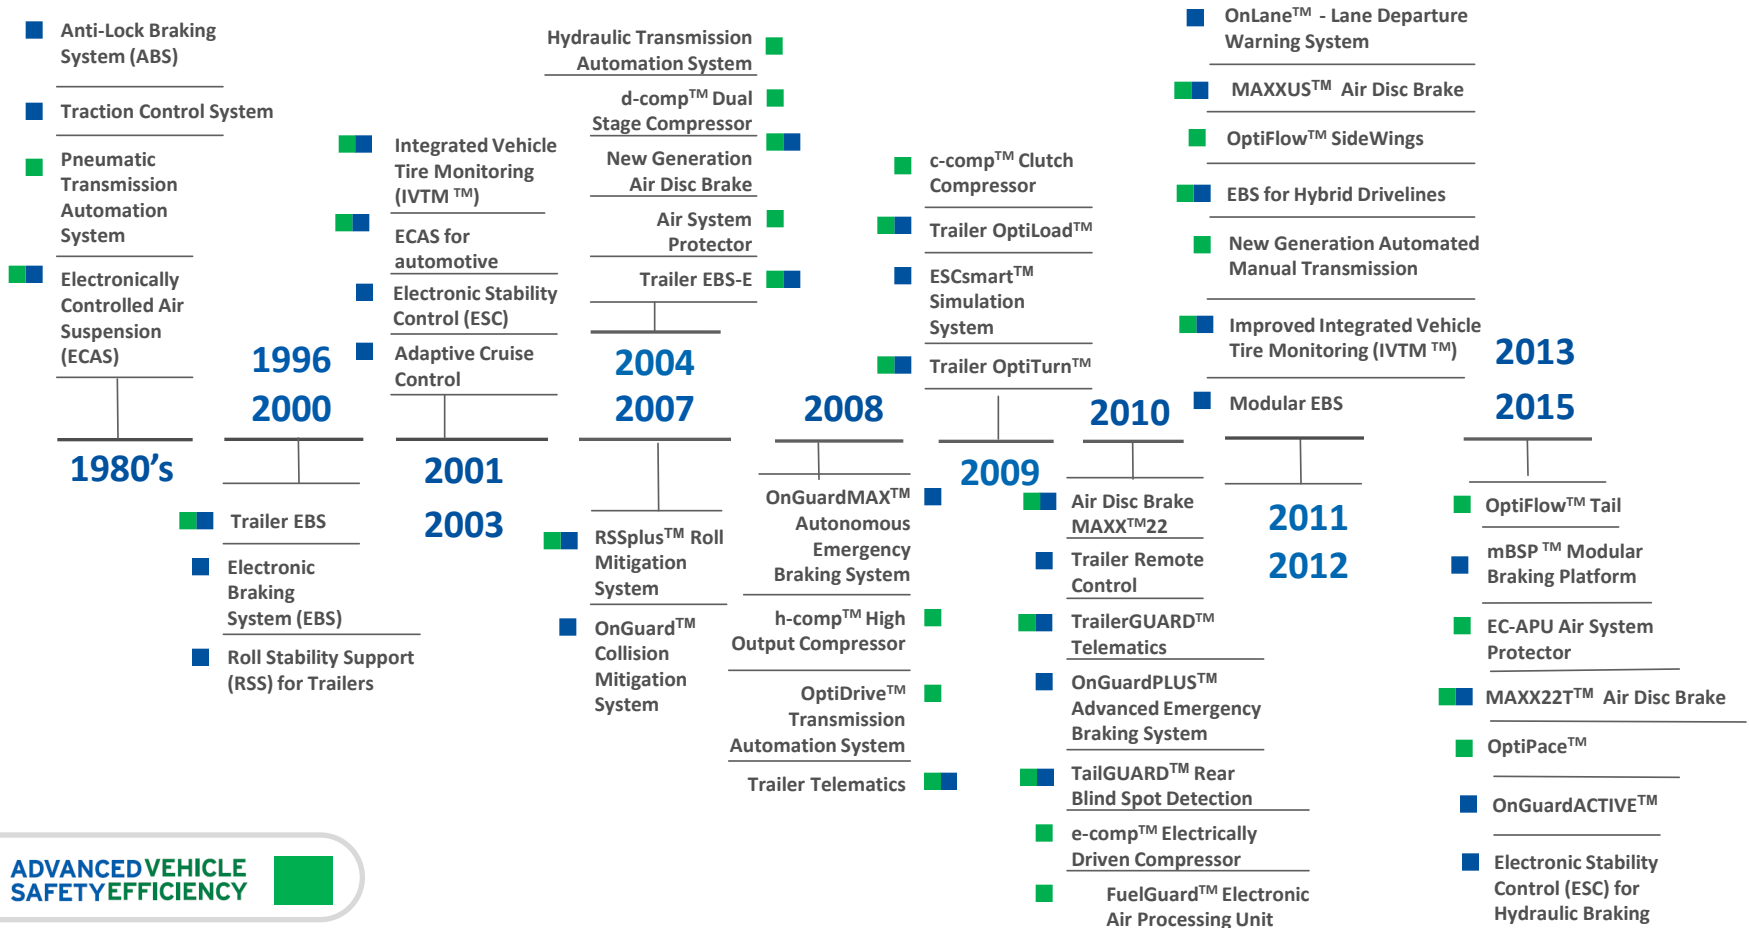 Anti-Lock Braking
System (ABS)
Traction Control System
Pneumatic
Transmission
Automation
System
Electronically
Controlled Air
Suspension
(ECAS)
1980’s
1996
2000
Trailer EBS
Electronic
Braking
System (EBS)
Roll Stability Support
(RSS) for Trailers
Integrated Vehicle
Tire Monitoring
(IVTM ™)
ECAS for
automotive
Electronic Stability
Control (ESC)
Adaptive Cruise
Control
2001
2003
Hydraulic Transmission
Automation System
d-comp™ Dual
Stage Compressor
New Generation
Air Disc Brake
Air System
Protector
Trailer EBS-E
2004
2007
RSSplus™ Roll
Mitigation
System
OnGuard™
Collision
Mitigation
System
2008
OnGuardMAX™
Autonomous
Emergency
Braking System
h-comp™ High
Output Compressor
OptiDrive™
Transmission
Automation System
Trailer Telematics
c-comp™ Clutch
Compressor
Trailer OptiLoad™
ESCsmart™
Simulation
System
Trailer OptiTurn™
2009
2010
Air Disc Brake
MAXX™22
Trailer Remote
Control
TrailerGUARD™
Telematics
OnGuardPLUS™
Advanced Emergency
Braking System
TailGUARD™ Rear
Blind Spot Detection
e-comp™ Electrically
Driven Compressor
FuelGuard™ Electronic
Air Processing Unit
OnLane™ - Lane Departure
Warning System
MAXXUS™ Air Disc Brake
OptiFlow™ SideWings
EBS for Hybrid Drivelines
New Generation Automated
Manual Transmission
Improved Integrated Vehicle
Tire Monitoring (IVTM ™)
Modular EBS
2011
2012
2013
2015
OptiFlow™ Tail
mBSP ™ Modular
Braking Platform
EC-APU Air System
Protector
MAXX22T™ Air Disc Brake
OptiPace™
OnGuardACTIVE™
Electronic Stability
Control (ESC) for
Hydraulic Braking
ADVANCED VEHICLE
SAFETY EFFICIENCY